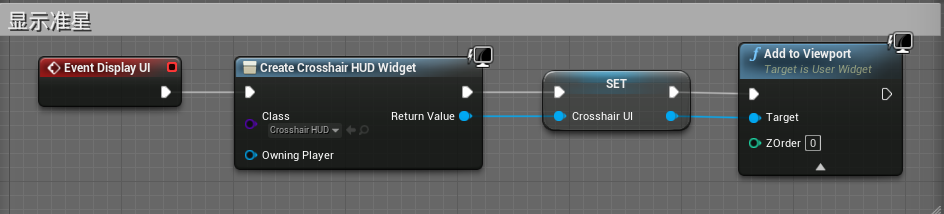 显示准星
Event Display UI
Create Crosshair HUD Widget
Class
Crosshair HUD
Return Value
Owning Player
SET
Crosshair UI
Add to Viewport
Target is User Widget
Target
ZOrder 0